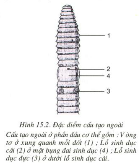 1
2
4
3
Hình 15.2. Đặc điểm cấu tạo ngoài
Cấu tạo ngoài ở phần đầu cơ thể gồm : Vòng
tơ ở xung quanh mỗi đốt (1) ; Lỗ sinh dục
cái (2) ở mặt bụng đai sinh dục (4) ; Lỗ sinh
dục đực (3) ở dưới lỗ sinh dục cái.